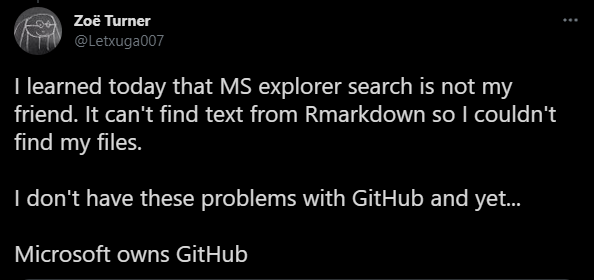 Zoë Turner
@Letxuga007
I learned today that MS explorer search is not my
friend. It can't find text from Rmarkdown so I couldn't
find my files.
I don't have these problems with GitHub and yet...
Microsoft owns GitHub